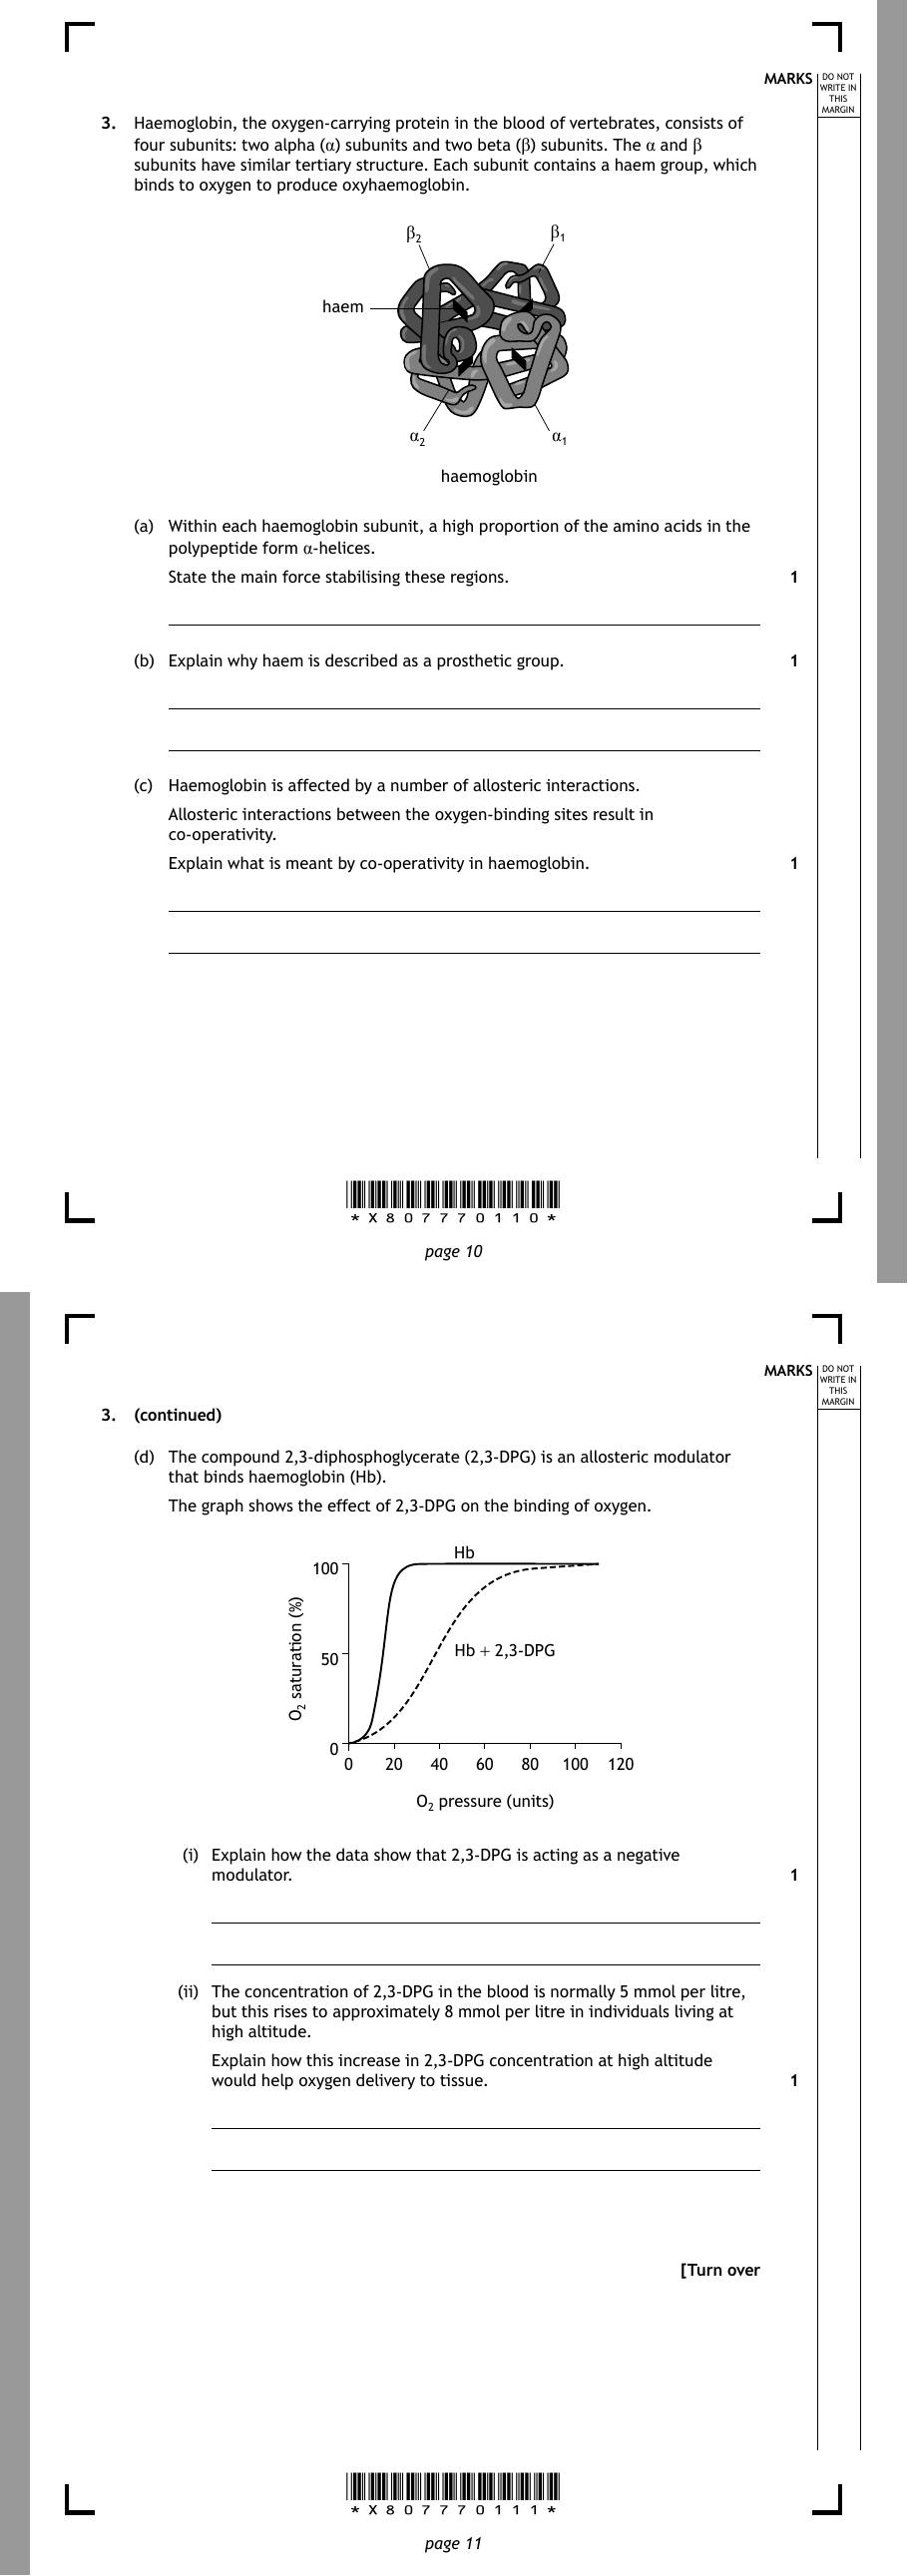 MARKS
DO NOT
WRITE IN
THIS
MARGIN
3. Haemoglobin, the oxygen-carrying protein in the blood of vertebrates, consists of
four subunits: two alpha (α) subunits and two beta (β) subunits. The α and β
subunits have similar tertiary structure. Each subunit contains a haem group, which
binds to oxygen to produce oxyhaemoglobin.
β₂ β₁
haem
α₂ α₁
haemoglobin
(a) Within each haemoglobin subunit, a high proportion of the amino acids in the
polypeptide form α-helices.
State the main force stabilising these regions. 1
(b) Explain why haem is described as a prosthetic group. 1
(c) Haemoglobin is affected by a number of allosteric interactions.
Allosteric interactions between the oxygen-binding sites result in
co-operativity.
Explain what is meant by co-operativity in haemoglobin. 1
* X 8 0 7 7 7 0 1 1 0 *
page 10
MARKS
DO NOT
WRITE IN
THIS
MARGIN
3. (continued)
(d) The compound 2,3-diphosphoglycerate (2,3-DPG) is an allosteric modulator
that binds haemoglobin (Hb).
The graph shows the effect of 2,3-DPG on the binding of oxygen.
Hb
100
O₂ saturation (%)
50
Hb + 2,3-DPG
0
0 20 40 60 80 100 120
O₂ pressure (units)
(i) Explain how the data show that 2,3-DPG is acting as a negative
modulator. 1
(ii) The concentration of 2,3-DPG in the blood is normally 5 mmol per litre,
but this rises to approximately 8 mmol per litre in individuals living at
high altitude.
Explain how this increase in 2,3-DPG concentration at high altitude
would help oxygen delivery to tissue. 1
[Turn over
* X 8 0 7 7 7 0 1 1 1 *
page 11